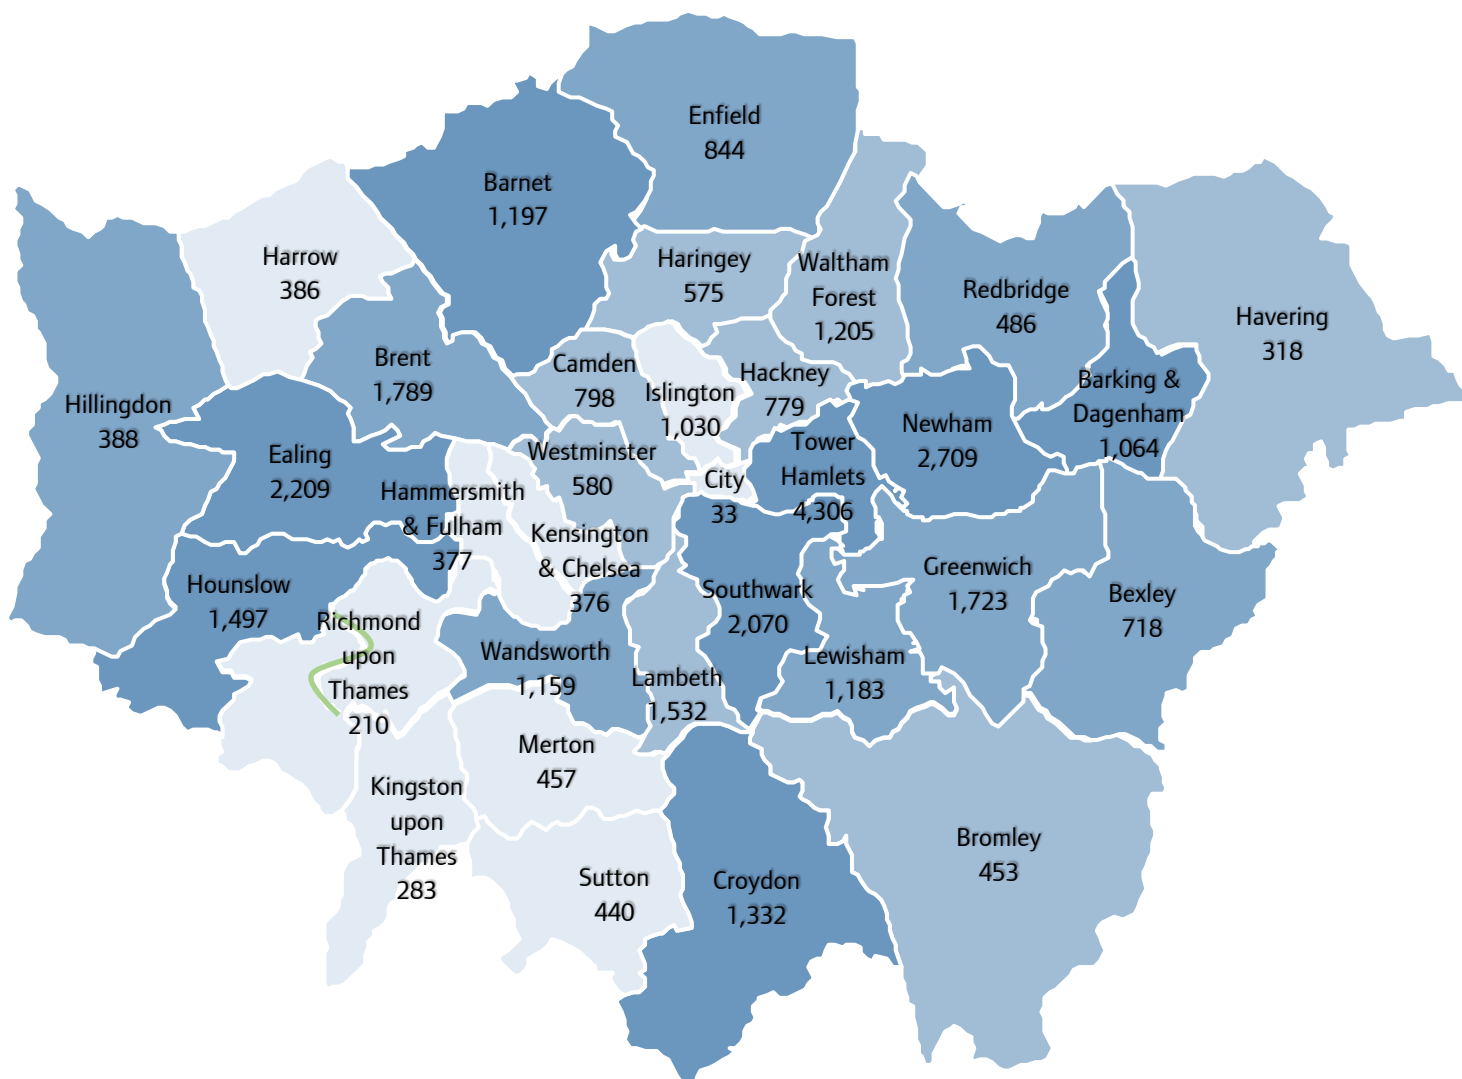 Enfield
844
Barnet
1,197
Harrow
386
Haringey
575
Waltham
Forest
1,205
Redbridge
486
Havering
318
Brent
1,789
Camden
798
Islington
1,030
Hackney
779
Barking &
Dagenham
1,064
Hillingdon
388
Ealing
2,209
Hammersmith
& Fulham
377
Westminster
580
Kensington
& Chelsea
376
City
33
Tower
Hamlets
4,306
Newham
2,709
Hounslow
1,497
Richmond
upon
Thames
210
Wandsworth
1,159
Lambeth
1,532
Southwark
2,070
Lewisham
1,183
Greenwich
1,723
Bexley
718
Merton
457
Kingston
upon
Thames
283
Sutton
440
Croydon
1,332
Bromley
453